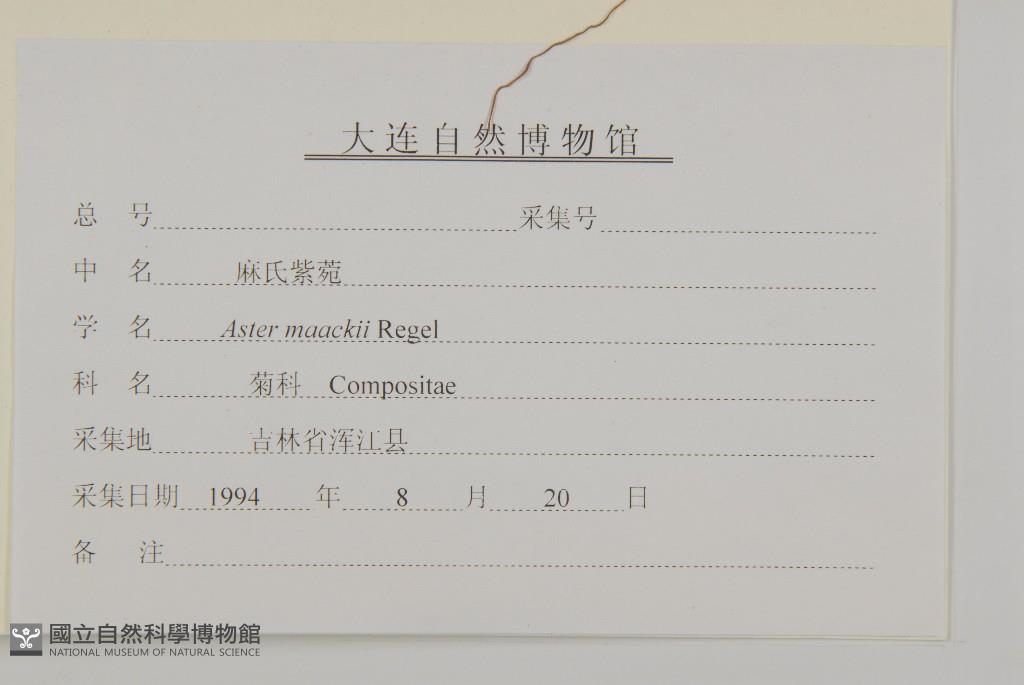 大连自然博物馆
总 号 采集号
中 名 麻氏紫菀
学 名 Aster maackii Regel
科 名 菊科 Compositae
采集地 吉林省浑江县
采集日期 1994 年 8 月 20 日
备 注
國立自然科學博物館
NATIONAL MUSEUM OF NATURAL SCIENCE